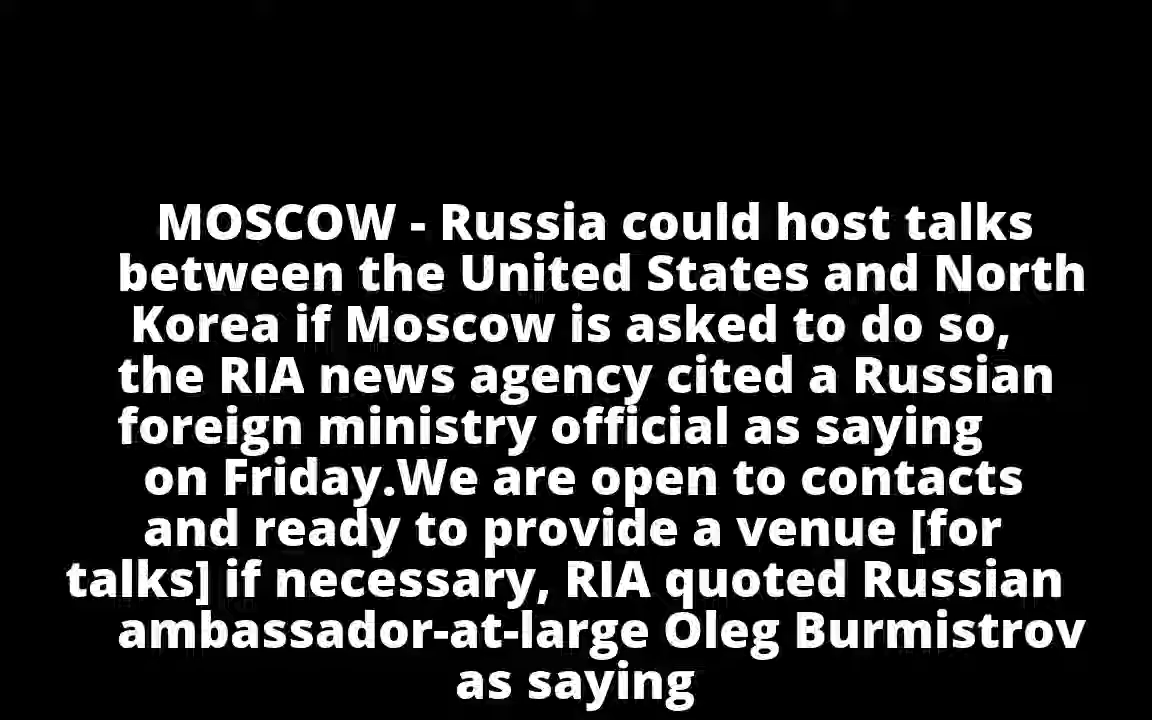 MOSCOW - Russia could host talks
between the United States and North
Korea if Moscow is asked to do so,
the RIA news agency cited a Russian
foreign ministry official as saying
on Friday.We are open to contacts
and ready to provide a venue [for
talks] if necessary, RIA quoted Russian
ambassador-at-large Oleg Burmistrov
as saying